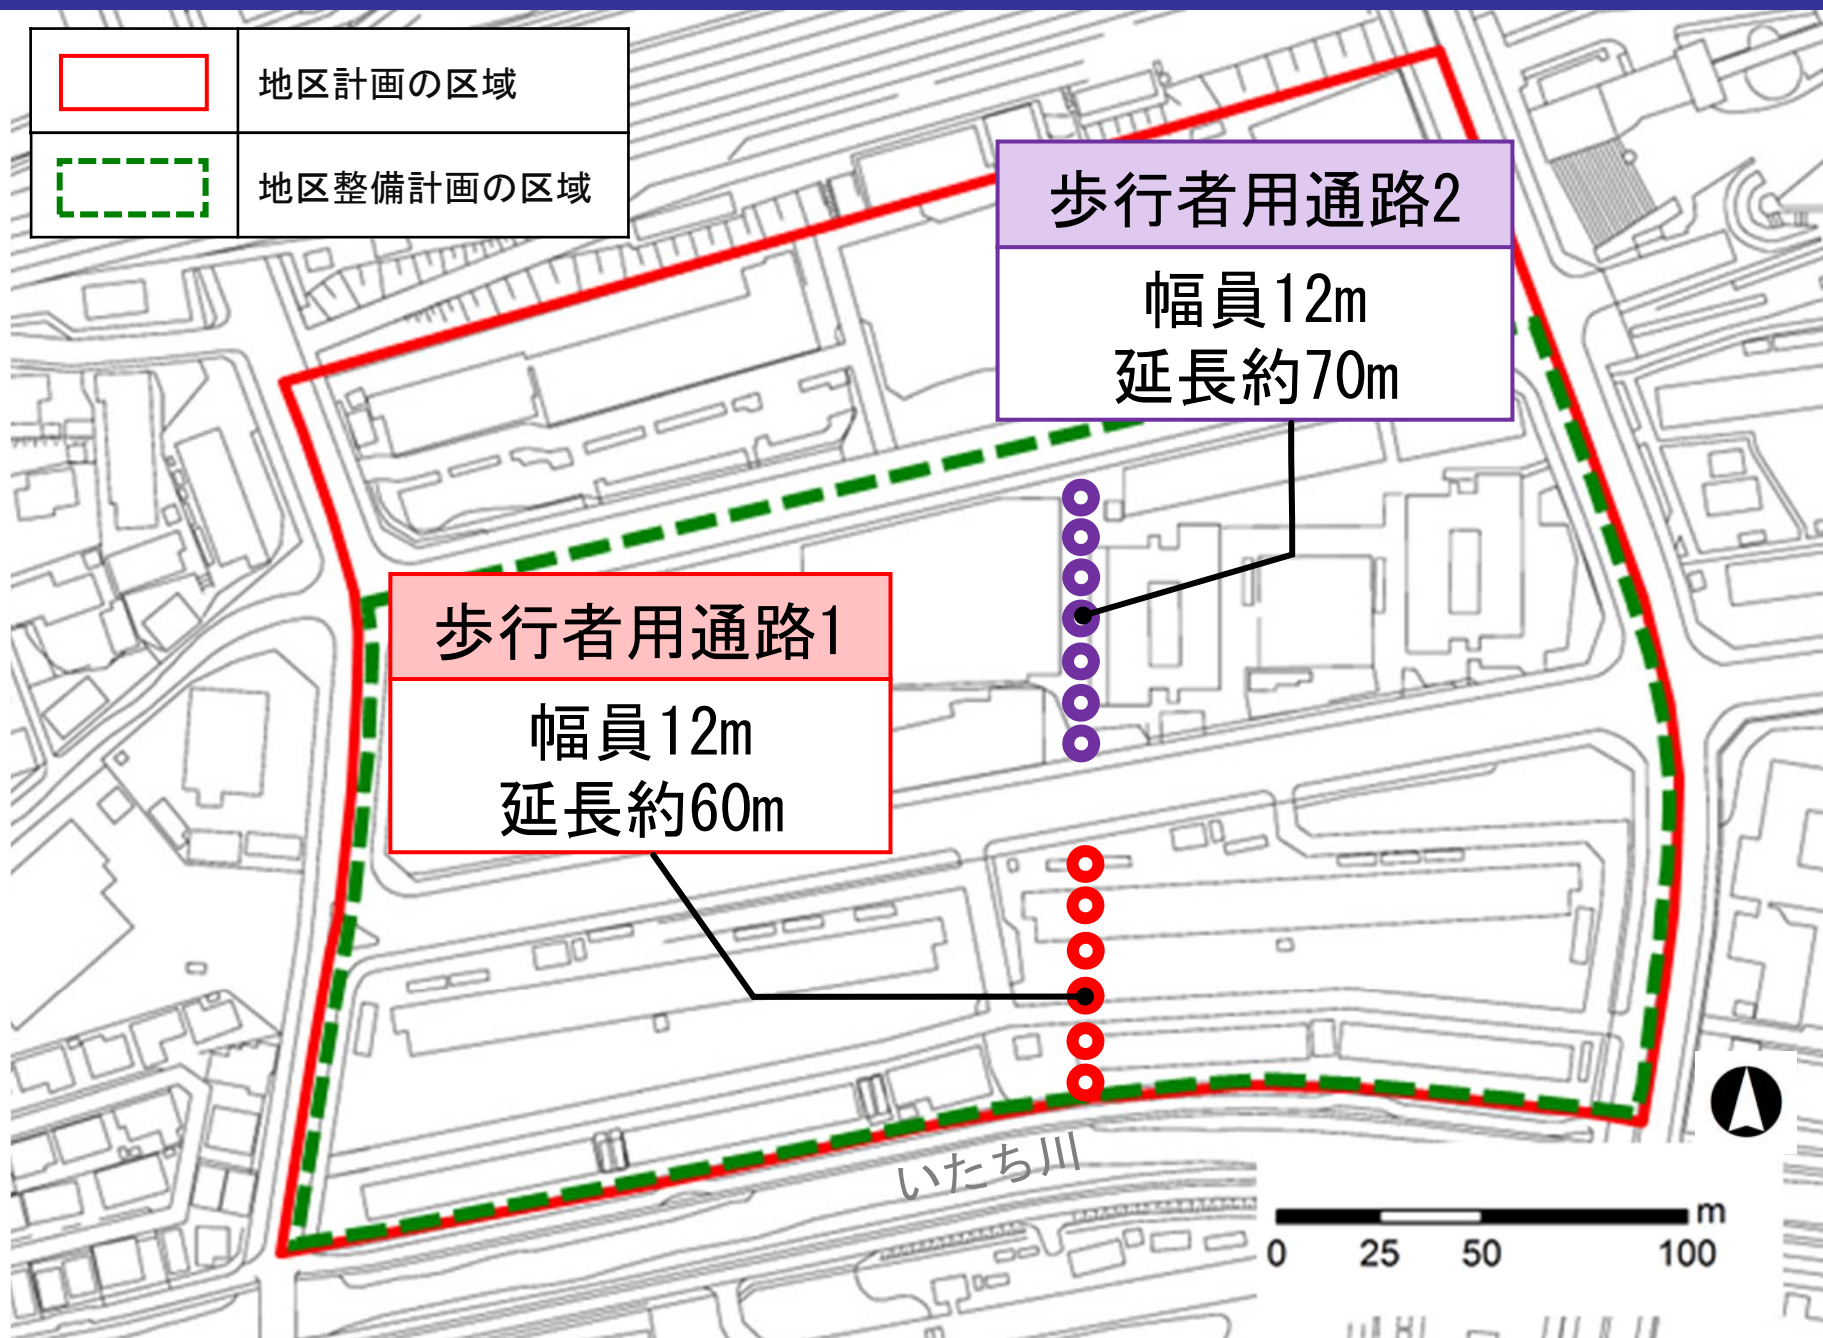 地区計画の区域
地区整備計画の区域
歩行者用通路2
幅員12m
延長約70m
歩行者用通路1
幅員12m
延長約60m
いたち川
m
0 25 50 100